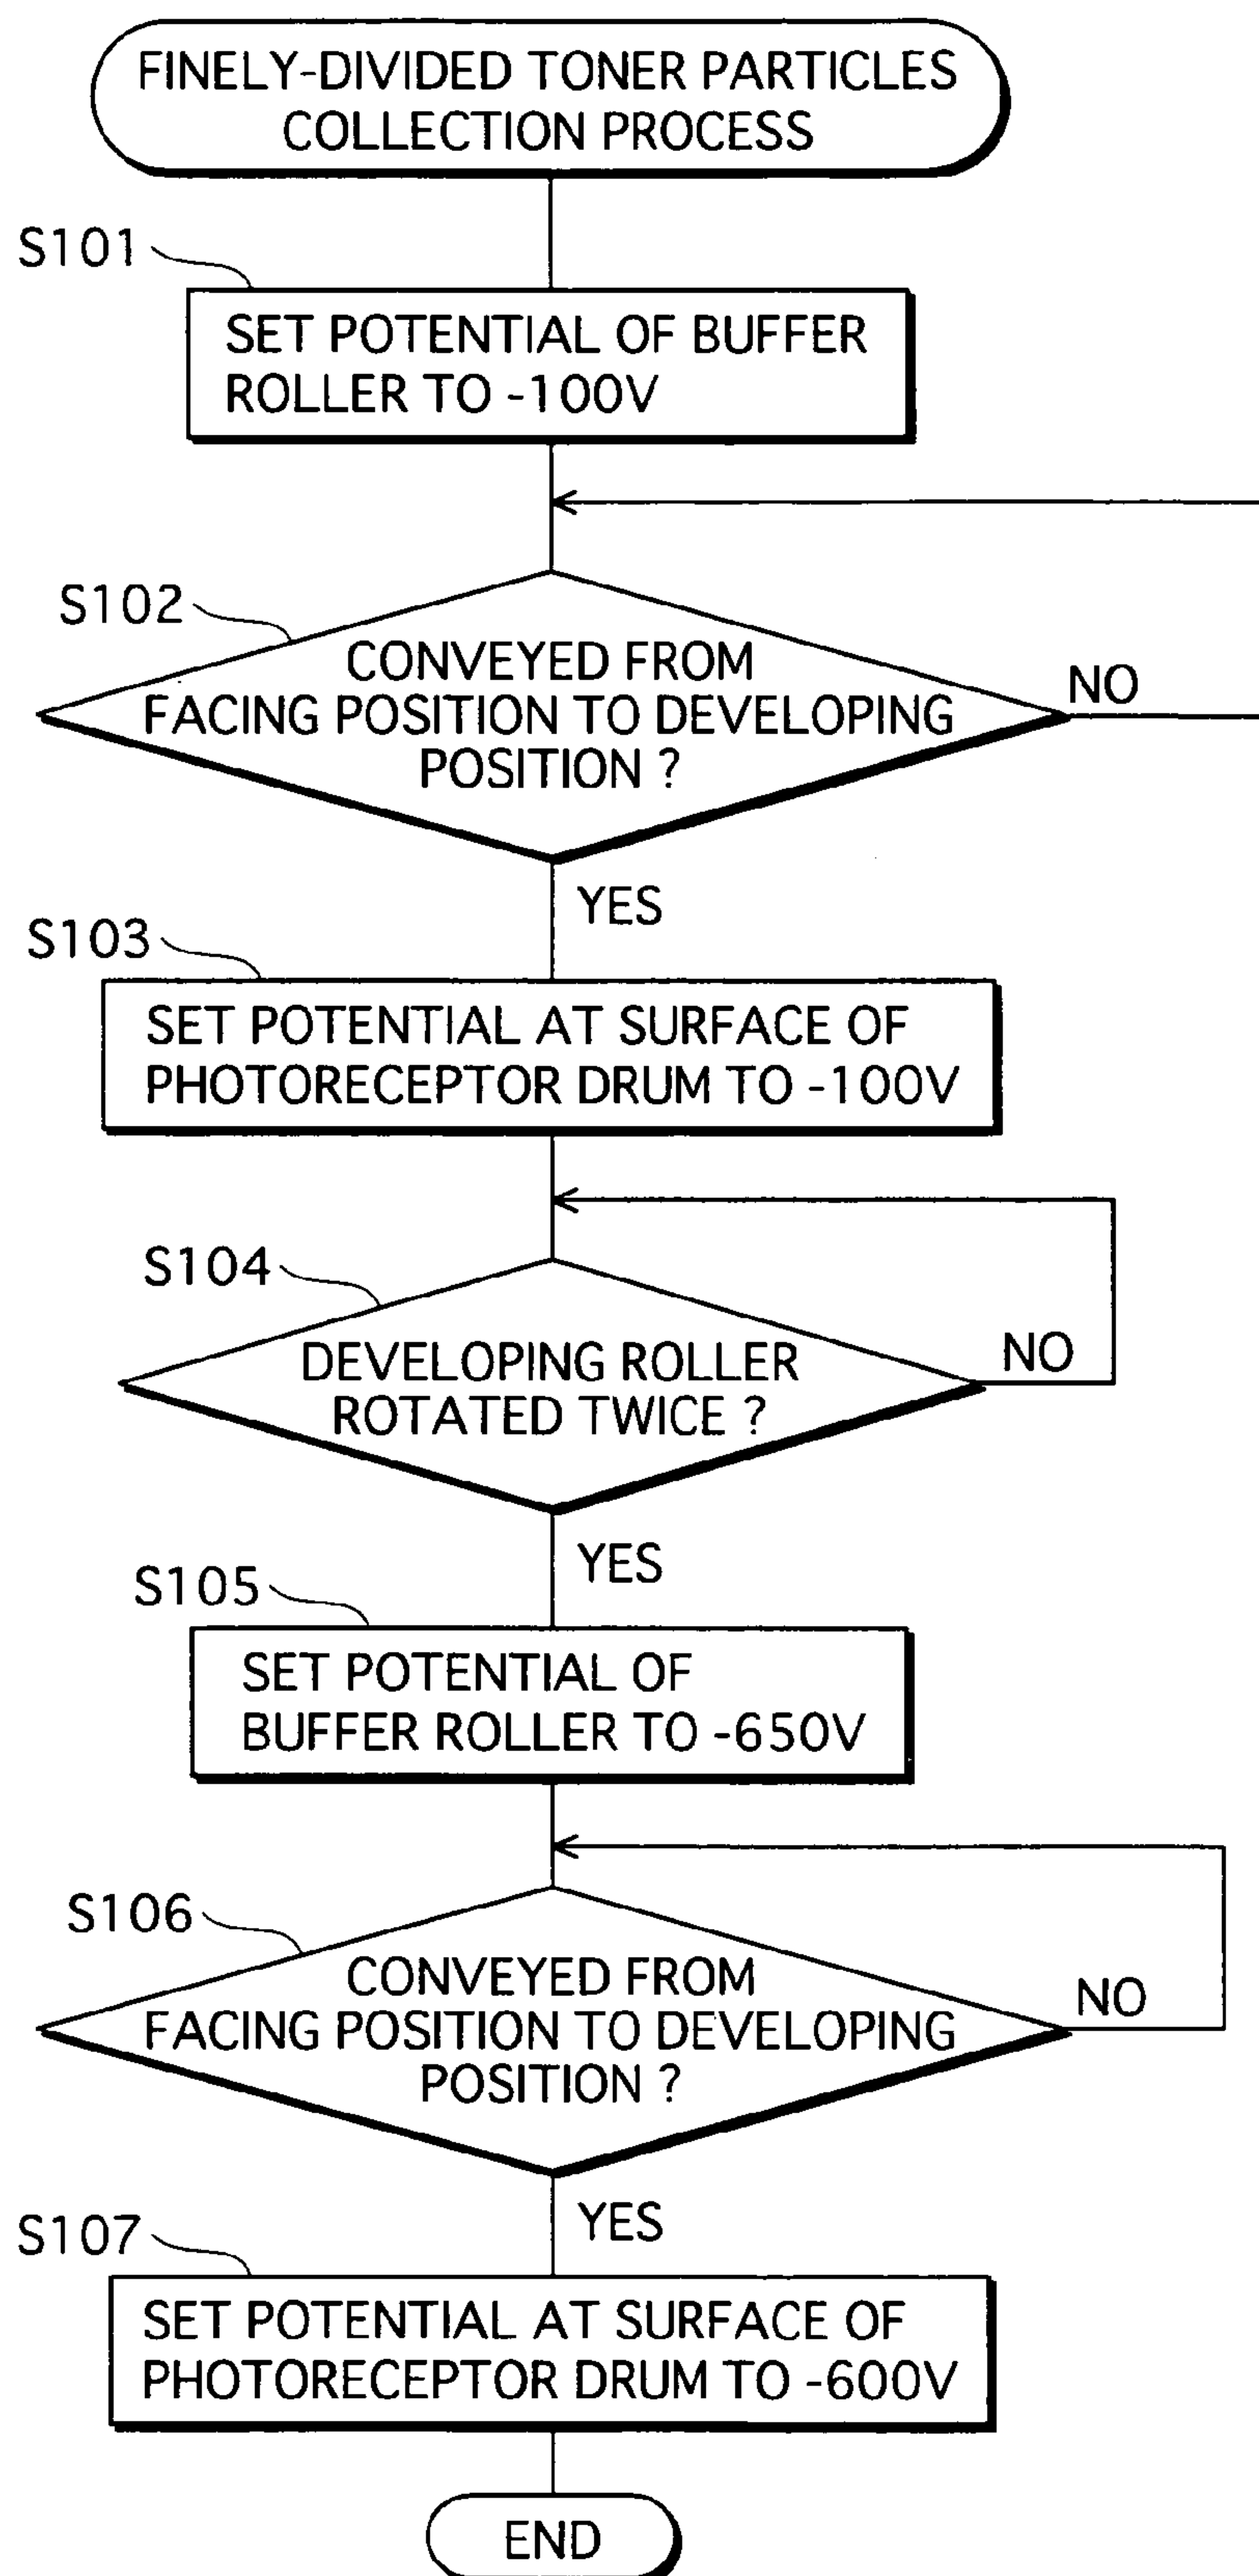 FINELY-DIVIDED TONER PARTICLES
COLLECTION PROCESS
S101
SET POTENTIAL OF BUFFER
ROLLER TO -100V
S102
CONVEYED FROM
FACING POSITION TO DEVELOPING
POSITION ?
NO
YES
S103
SET POTENTIAL AT SURFACE OF
PHOTORECEPTOR DRUM TO -100V
S104
DEVELOPING ROLLER
ROTATED TWICE ?
NO
YES
S105
SET POTENTIAL OF
BUFFER ROLLER TO -650V
S106
CONVEYED FROM
FACING POSITION TO DEVELOPING
POSITION ?
NO
YES
S107
SET POTENTIAL AT SURFACE OF
PHOTORECEPTOR DRUM TO -600V
END